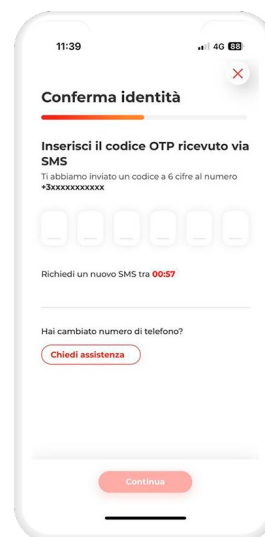 11:39
4G 88
Conferma identità
Inserisci il codice OTP ricevuto via
SMS
Ti abbiamo inviato un codice a 6 cifre al numero
+3xxxxxxxxxx
Richiedi un nuovo SMS tra 00:57
Hai cambiato numero di telefono?
Chiedi assistenza
Continua